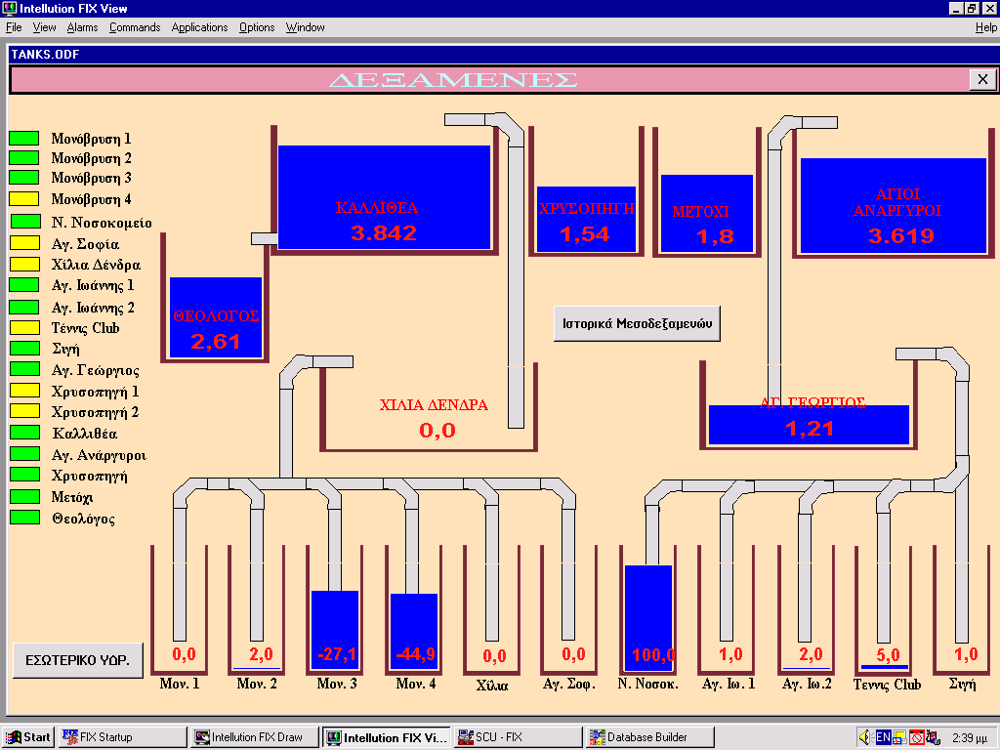 Intellution FIX View
File View Alarms Commands Applications Options Window Help
TANKS.ODF
ΔΕΞΑΜΕΝΕΣ
Μονόβρυση 1
Μονόβρυση 2
Μονόβρυση 3
Μονόβρυση 4
Ν. Νοσοκομείο
Αγ. Σοφία
Χίλια Δένδρα
Αγ. Ιωάννης 1
Αγ. Ιωάννης 2
Τέννις Club
Σιγή
Αγ. Γεώργιος
Χρυσοπηγή 1
Χρυσοπηγή 2
Καλλιθέα
Αγ. Ανάργυροι
Χρυσοπηγή
Μετόχι
Θεολόγος
ΚΑΛΛΙΘΕΑ
3.842
ΧΡΥΣΟΠΗΓΗ
1,54
ΜΕΤΟΧΙ
1,8
ΑΓΙΟΙ
ΑΝΑΡΓΥΡΟΙ
3.619
ΘΕΟΛΟΓΟΣ
2,61
Ιστορικά Μεσοδεξαμενών
ΧΙΛΙΑ ΔΕΝΔΡΑ
0,0
ΑΓ. ΓΕΩΡΓΙΟΣ
1,21
0,0 2,0 -27,1 -44,9 0,0 0,0 100,0 1,0 2,0 5,0 1,0
Μον. 1 Μον. 2 Μον. 3 Μον. 4 Χίλια Αγ. Σοφ. Ν. Νοσοκ. Αγ. Ιω. 1 Αγ. Ιω.2 Τεννις Club Σιγή
ΕΣΩΤΕΡΙΚΟ ΥΔΡ.
Start FIX Startup Intellution FIX Draw Intellution FIX Vi... SCU - FIX Database Builder EN 2:39 μμ